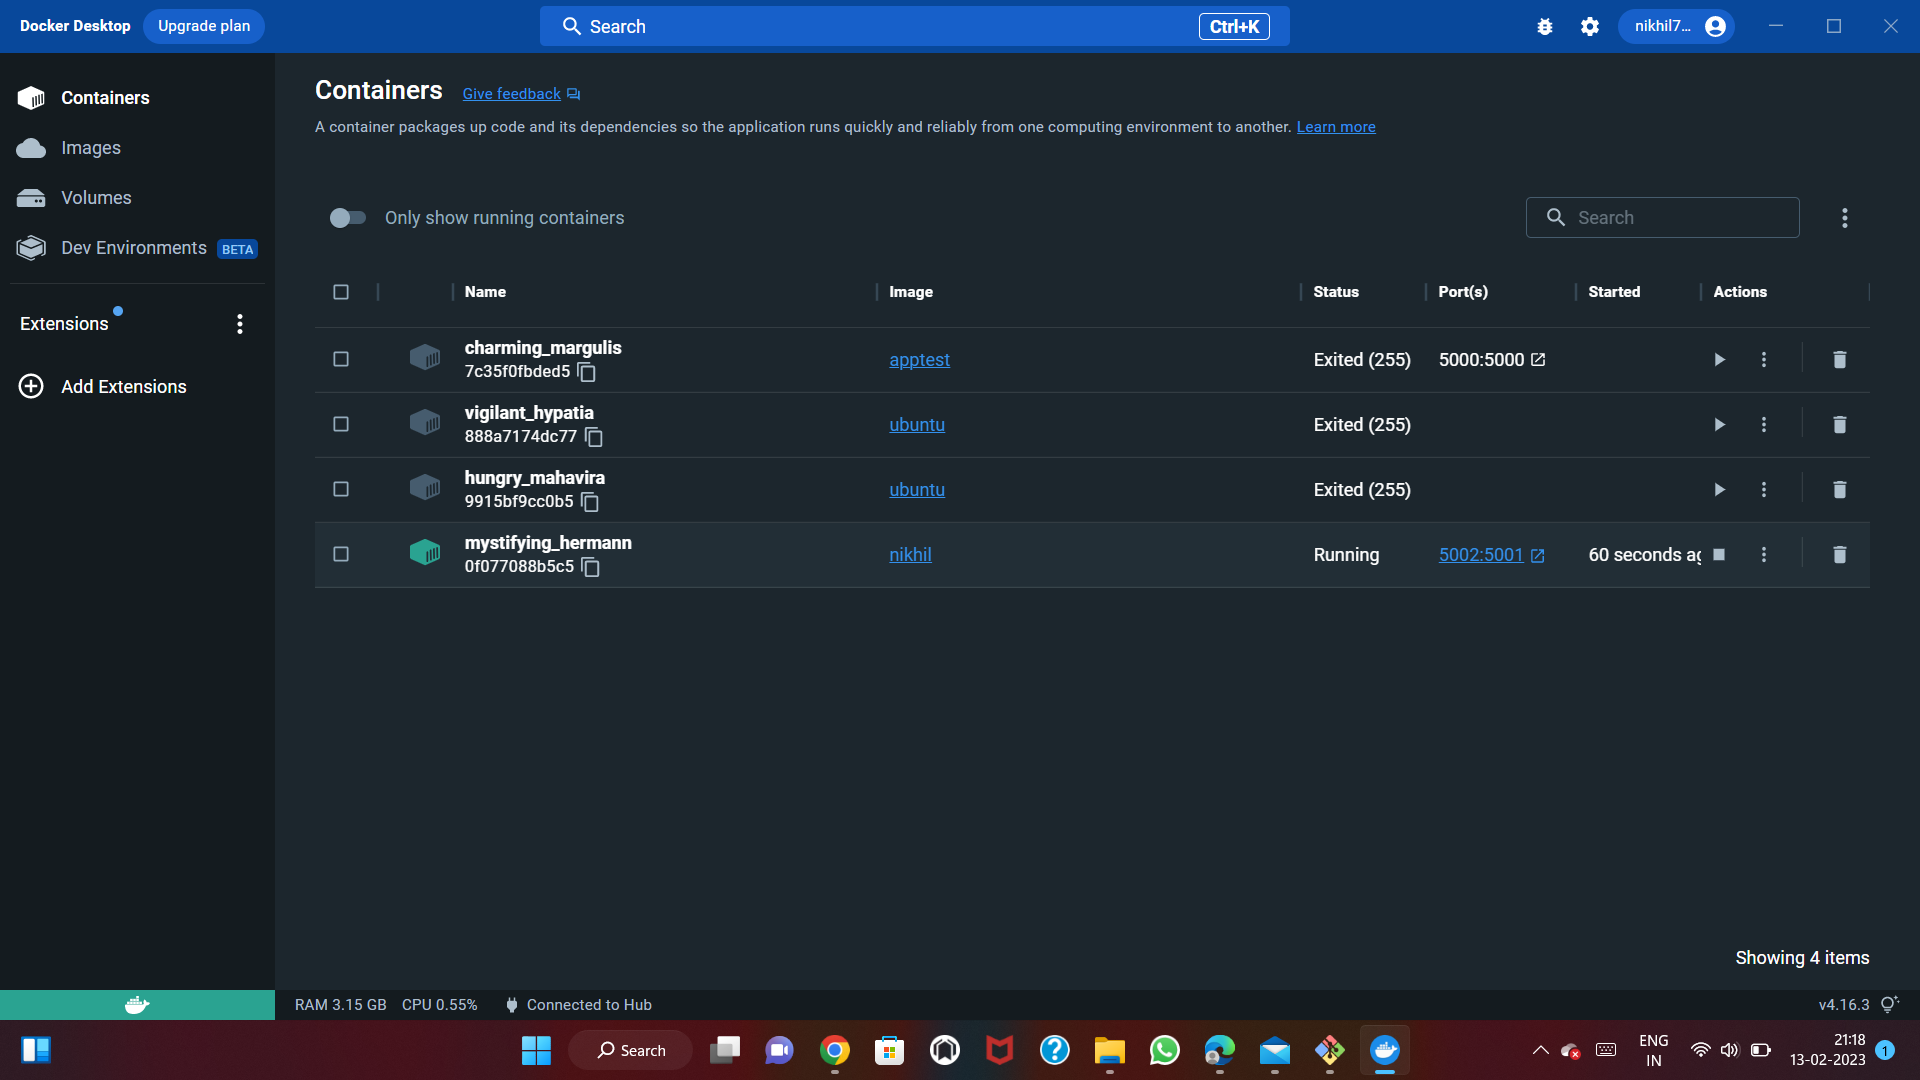 Docker Desktop
Upgrade plan
Search
Ctrl+K
nikhil7...
Containers
Images
Volumes
Dev Environments BETA
Extensions
Add Extensions
Containers Give feedback
A container packages up code and its dependencies so the application runs quickly and reliably from one computing environment to another. Learn more
Only show running containers
Search
Name Image Status Port(s) Started Actions
charming_margulis
7c35f0fbded5
apptest Exited (255) 5000:5000
vigilant_hypatia
888a7174dc77
ubuntu Exited (255)
hungry_mahavira
9915bf9cc0b5
ubuntu Exited (255)
mystifying_hermann
0f077088b5c5
nikhil Running 5002:5001 60 seconds ag
Showing 4 items
RAM 3.15 GB CPU 0.55% Connected to Hub
v4.16.3
Search
ENG
IN
21:18
13-02-2023
1